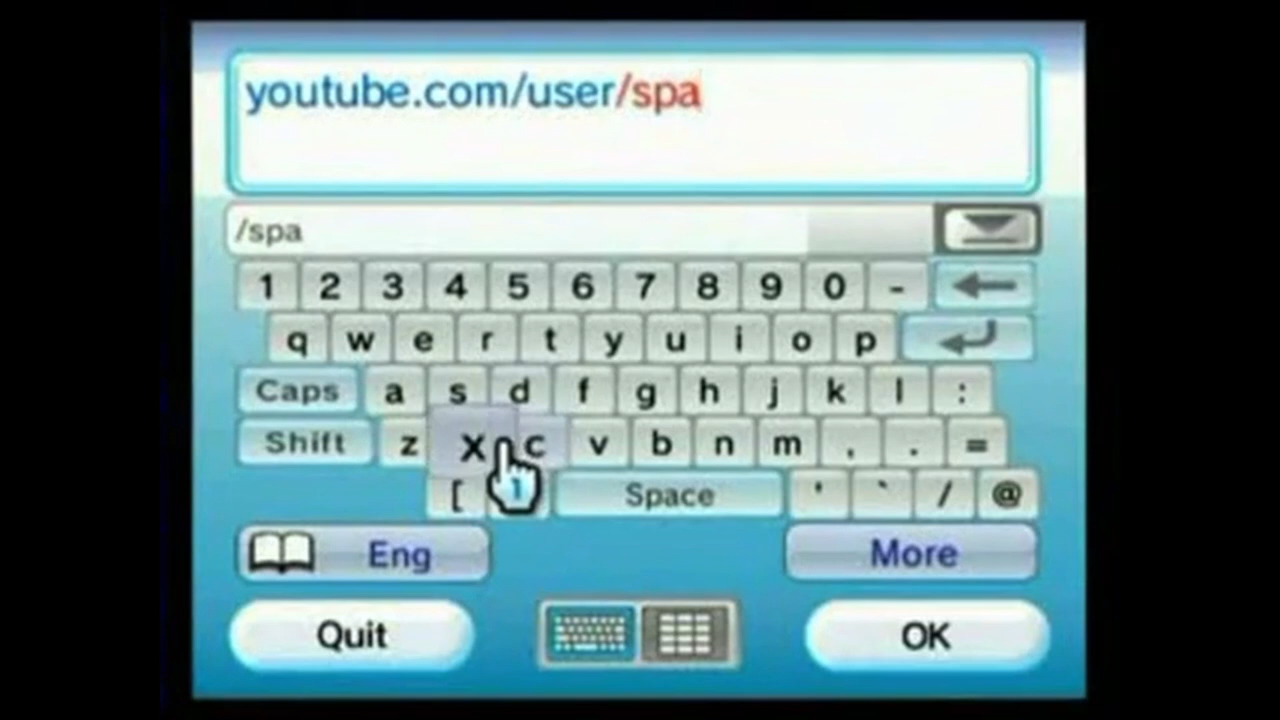 youtube.com/user/spa
/spa
1 2 3 4 5 6 7 8 9 0 -
q w e r t y u i o p
Caps a s d f g h j k l :
Shift z x c v b n m , . =
[ 1 Space ' ` / @
Eng More
Quit OK